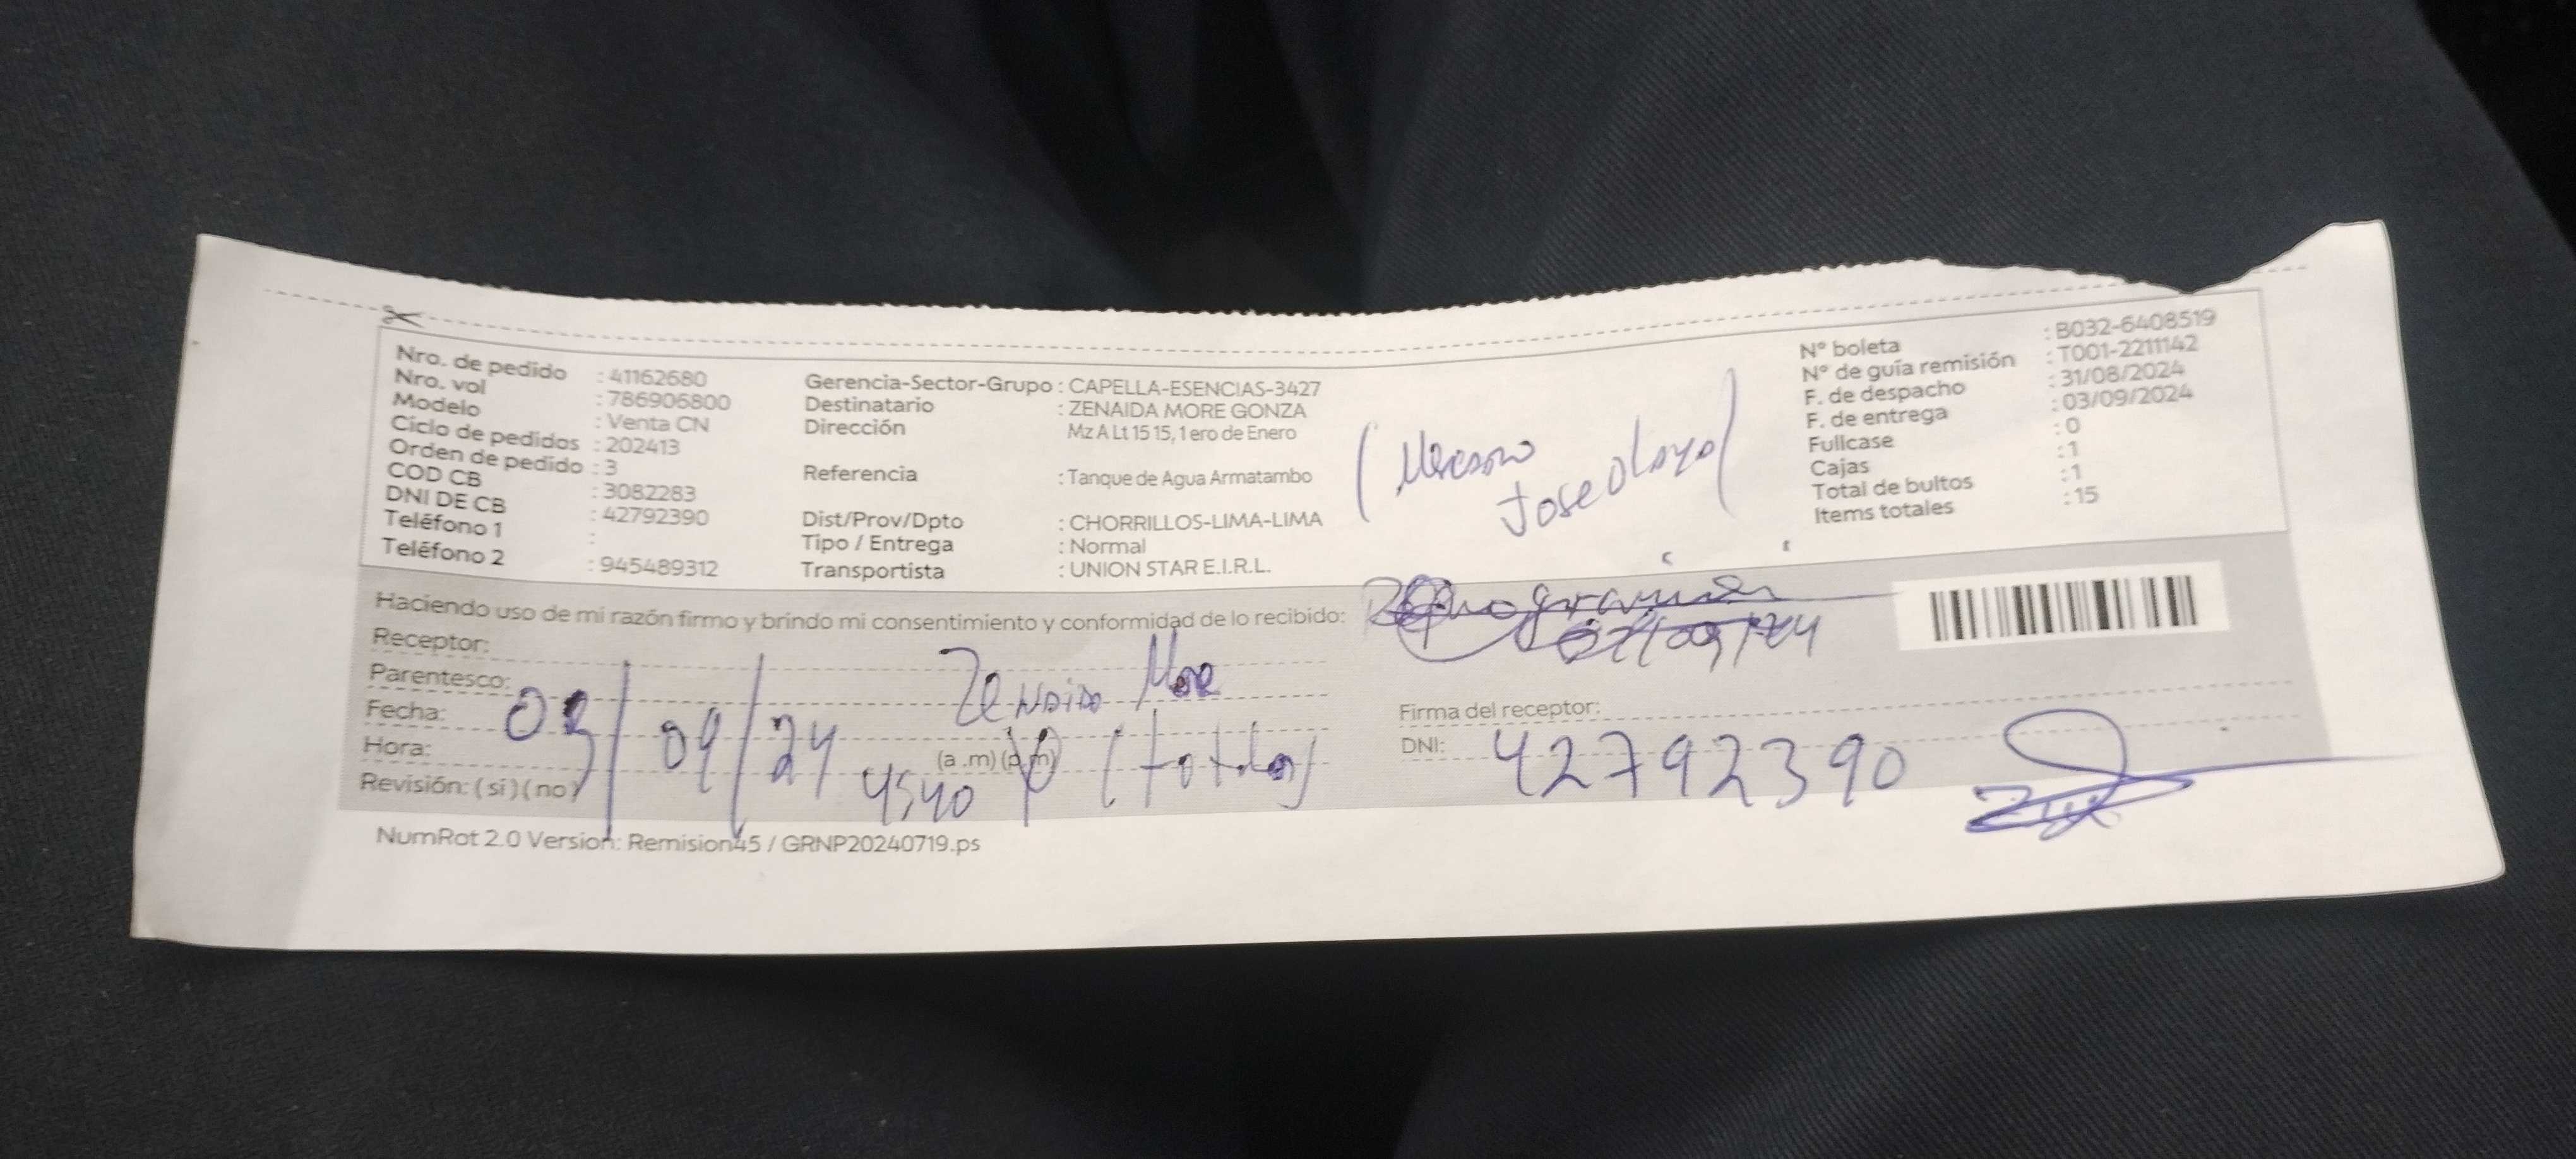 Nro. de pedido : 41162680
Nro. vol : 786906800
Modelo : Venta CN
Ciclo de pedidos : 202413
Orden de pedido : 3
COD CB : 3082283
DNI DE CB : 42792390
Teléfono 1 :
Teléfono 2 : 945489312
Gerencia-Sector-Grupo : CAPELLA-ESENCIAS-3427
Destinatario : ZENAIDA MORE GONZA
Dirección Mz A Lt 15 15, 1 ero de Enero
Referencia : Tanque de Agua Armatambo
Dist/Prov/Dpto : CHORRILLOS-LIMA-LIMA
Tipo / Entrega : Normal
Transportista : UNION STAR E.I.R.L.
Jose Olaya)
N° boleta : B032-6408519
N° de guía remisión : T001-2211142
F. de despacho : 31/08/2024
F. de entrega : 03/09/2024
Fullcase : 0
Cajas : 1
Total de bultos : 1
Items totales : 15
Haciendo uso de mi razón firmo y brindo mi consentimiento y conformidad de lo recibido:
Receptor:
Zenaida More
Parentesco:
Fecha: 03/09/24
Hora: (a .m) (p.m)
Revisión: ( si ) ( no )
Firma del receptor:
DNI: 42792390
NumRot 2.0 Version: Remision45 / GRNP20240719.ps